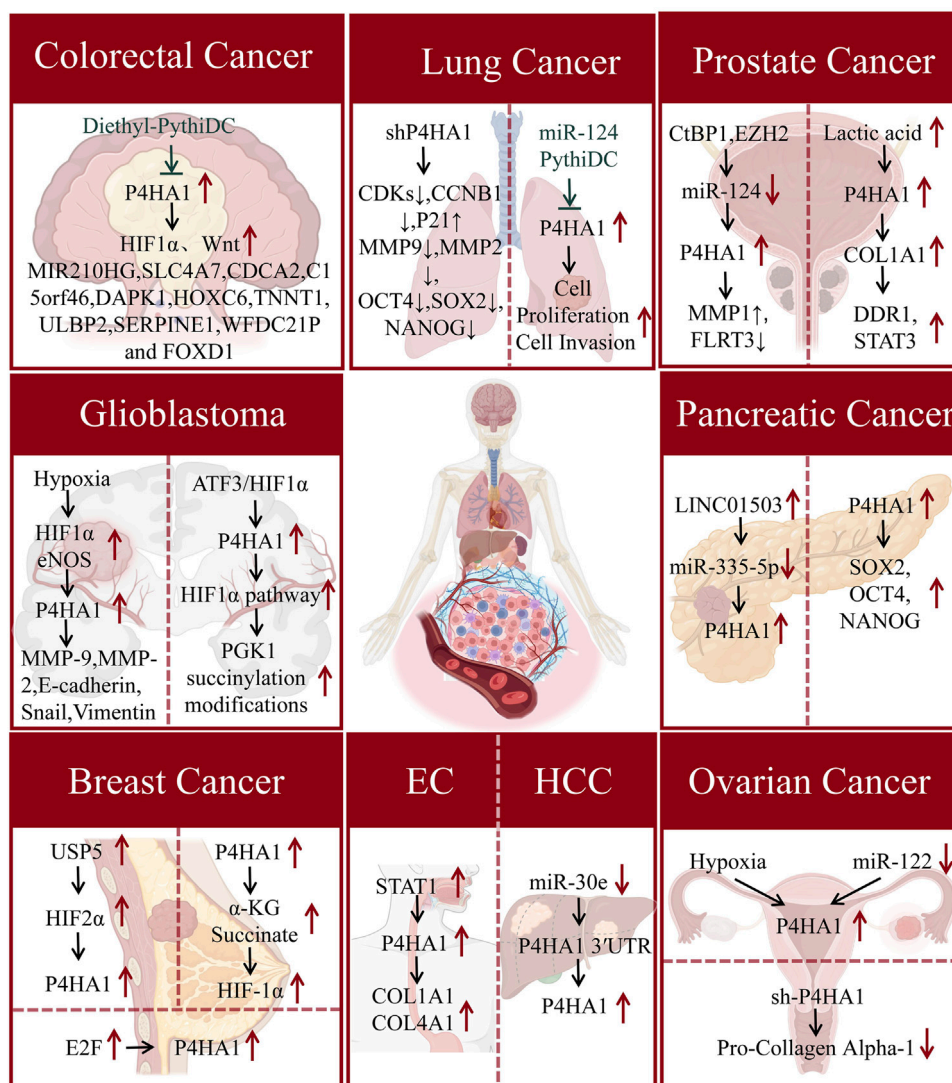 Colorectal Cancer
Diethyl-PythiDC
P4HA1 ↑
HIF1α、Wnt ↑
MIR210HG,SLC4A7,CDCA2,C1
5orf46,DAPK1,HOXC6,TNNT1,
ULBP2,SERPINE1,WFDC21P
and FOXD1
Lung Cancer
shP4HA1
CDKs↓,CCNB1
↓,P21↑
MMP9↓,MMP2
↓,
OCT4↓,SOX2↓,
NANOG↓
miR-124
PythiDC
P4HA1 ↑
Cell
Proliferation
Cell Invasion ↑
Prostate Cancer
CtBP1,EZH2
miR-124 ↓
P4HA1 ↑
MMP1↑,
FLRT3↓
Lactic acid ↑
P4HA1 ↑
COL1A1 ↑
DDR1,
STAT3 ↑
Glioblastoma
Hypoxia
HIF1α
eNOS ↑
P4HA1 ↑
MMP-9,MMP-
2,E-cadherin,
Snail,Vimentin
ATF3/HIF1α
P4HA1 ↑
HIF1α pathway ↑
PGK1
succinylation ↑
modifications
Pancreatic Cancer
LINC01503 ↑
miR-335-5p ↓
P4HA1 ↑
P4HA1 ↑
SOX2,
OCT4, ↑
NANOG
Breast Cancer
USP5 ↑
HIF2α ↑
P4HA1 ↑
P4HA1 ↑
α-KG
Succinate ↑
HIF-1α ↑
E2F ↑ → P4HA1 ↑
EC
STAT1 ↑
P4HA1 ↑
COL1A1
COL4A1 ↑
HCC
miR-30e ↓
P4HA1 3′UTR
P4HA1 ↑
Ovarian Cancer
Hypoxia
miR-122 ↓
P4HA1 ↑
sh-P4HA1
Pro-Collagen Alpha-1 ↓